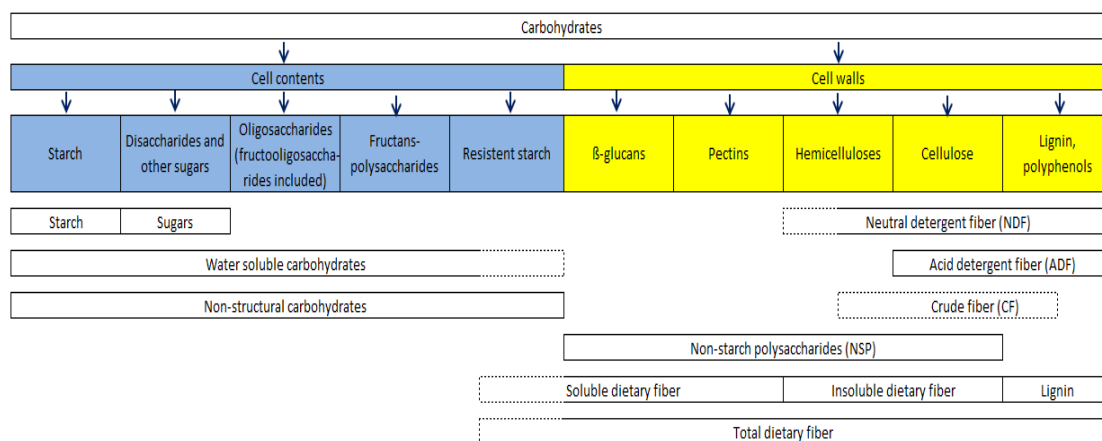 Carbohydrates
Cell contents
Cell walls
Starch
Disaccharides and
other sugars
Oligosaccharides
(fructooligosaccha-
rides included)
Fructans-
polysaccharides
Resistent starch
ß-glucans
Pectins
Hemicelluloses
Cellulose
Lignin,
polyphenols
Starch
Sugars
Neutral detergent fiber (NDF)
Water soluble carbohydrates
Acid detergent fiber (ADF)
Non-structural carbohydrates
Crude fiber (CF)
Non-starch polysaccharides (NSP)
Soluble dietary fiber
Insoluble dietary fiber
Lignin
Total dietary fiber